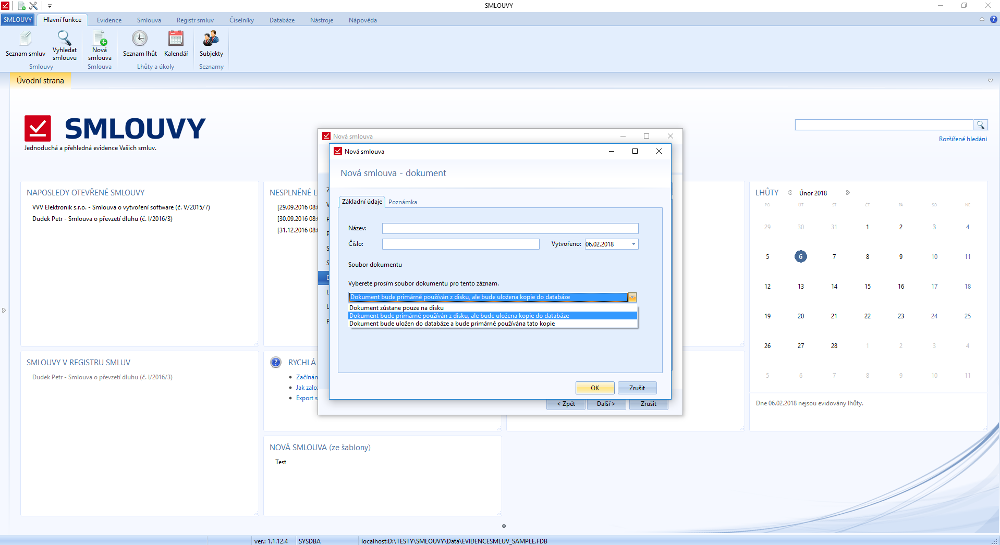 SMLOUVY
SMLOUVY
Hlavní funkce
Evidence
Smlouva
Registr smluv
Číselníky
Databáze
Nástroje
Nápověda
Seznam smluv
Vyhledat
smlouvu
Nová
smlouva
Seznam lhůt
Kalendář
Subjekty
Smlouvy
Smlouva
Lhůty a úkoly
Seznamy
Úvodní strana
SMLOUVY
Jednoduchá a přehledná evidence Vašich smluv.
Rozšířené hledání
NAPOSLEDY OTEVŘENÉ SMLOUVY
VVV Elektronik s.r.o. - Smlouva o vytvoření software (č. V/2015/7)
Dudek Petr - Smlouva o převzetí dluhu (č. I/2016/3)
NESPLNĚNÉ L
[29.09.2016 08:0
[30.09.2016 08:0
[31.12.2016 08:0
Nová smlouva
Nová smlouva
Nová smlouva - dokument
Základní údaje
Poznámka
Název:
Číslo:
Vytvořeno:
06.02.2018
Soubor dokumentu
Vyberete prosím soubor dokumentu pro tento záznam.
Dokument bude primárně používán z disku, ale bude uložena kopie do databáze
Dokument zůstane pouze na disku
Dokument bude primárně používán z disku, ale bude uložena kopie do databáze
Dokument bude uložen do databáze a bude primárně používána tato kopie
OK
Zrušit
< Zpět
Další >
Zrušit
LHŮTY
Únor 2018
PO ÚT ST ČT PÁ SO NE
29 30 31 1 2 3 4
5 6 7 8 9 10 11
12 13 14 15 16 17 18
19 20 21 22 23 24 25
26 27 28 1 2 3 4
5 6 7 8 9 10 11
Dne 06.02.2018 nejsou evidovány lhůty.
SMLOUVY V REGISTRU SMLUV
Dudek Petr - Smlouva o převzetí dluhu (č. I/2016/3)
RYCHLÁ
Začínám
Jak založ
Export s
NOVÁ SMLOUVA (ze šablony)
Test
ver.: 1.1.12.4
SYSDBA
localhost:D:\TESTY\SMLOUVY\Data\EVIDENCESMLUV_SAMPLE.FDB